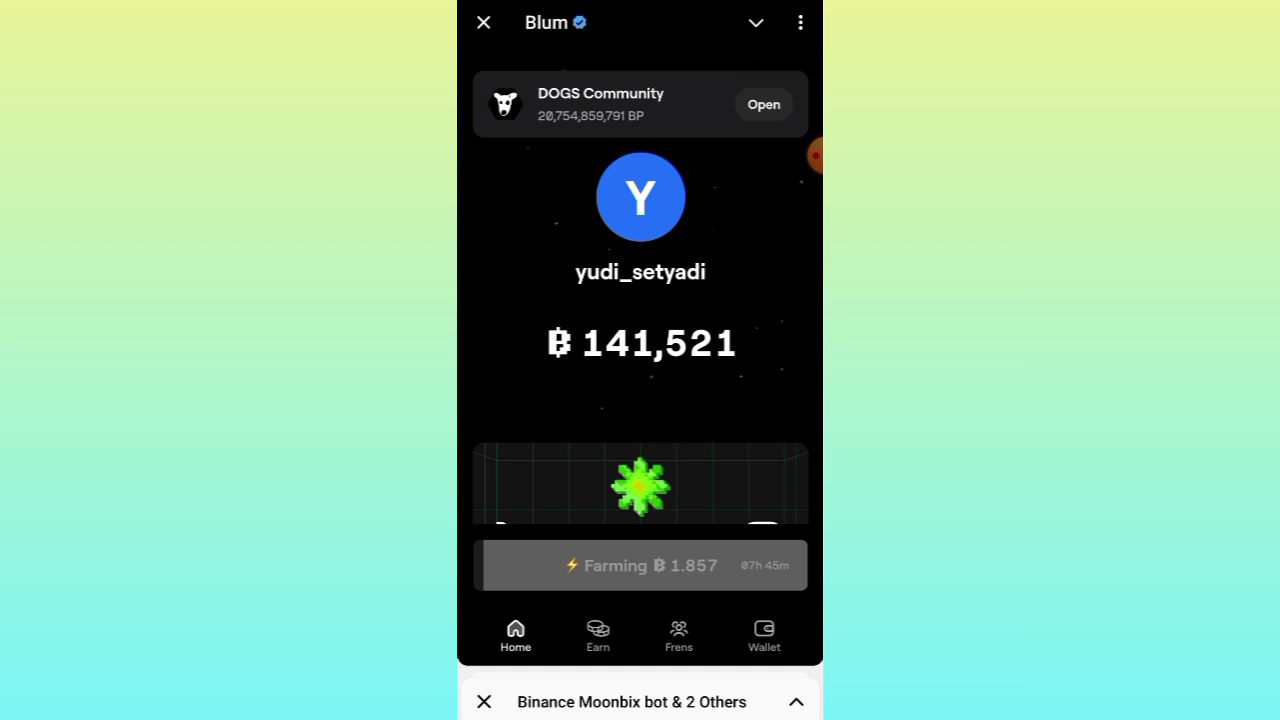 Blum
DOGS Community
20,754,859,791 BP
Open
Y
yudi_setyadi
฿ 141,521
⚡ Farming ฿ 1.857 07h 45m
Home Earn Frens Wallet
Binance Moonbix bot & 2 Others